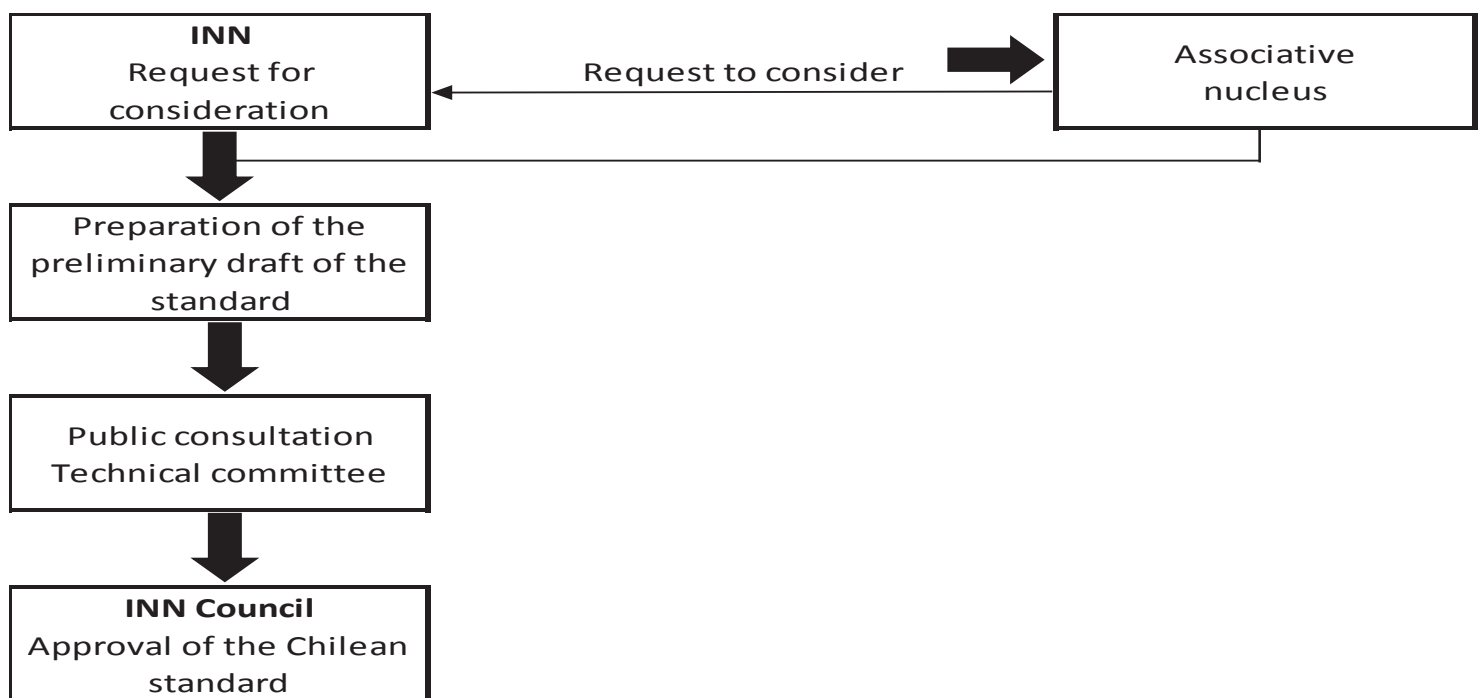 INN
Request for
consideration
Request to consider
Associative
nucleus
Preparation of the
preliminary draft of the
standard
Public consultation
Technical committee
INN Council
Approval of the Chilean
standard